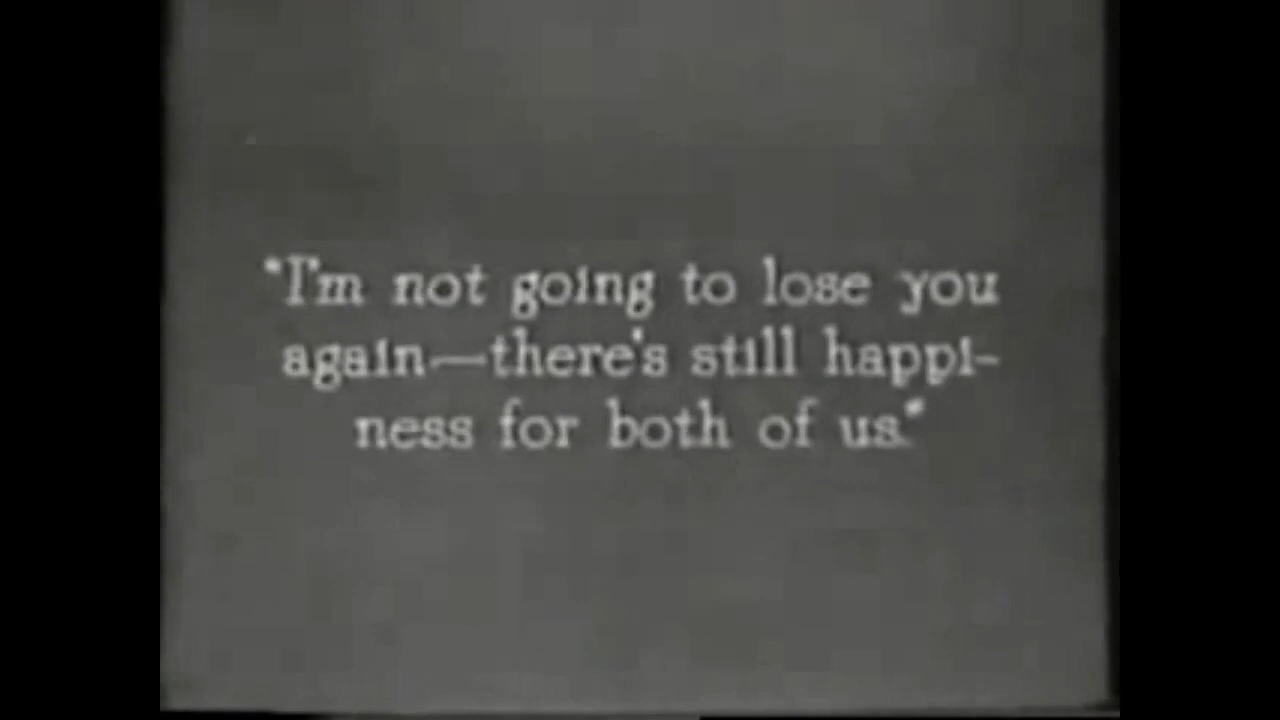 "I'm not going to lose you
again—there's still happi-
ness for both of us."